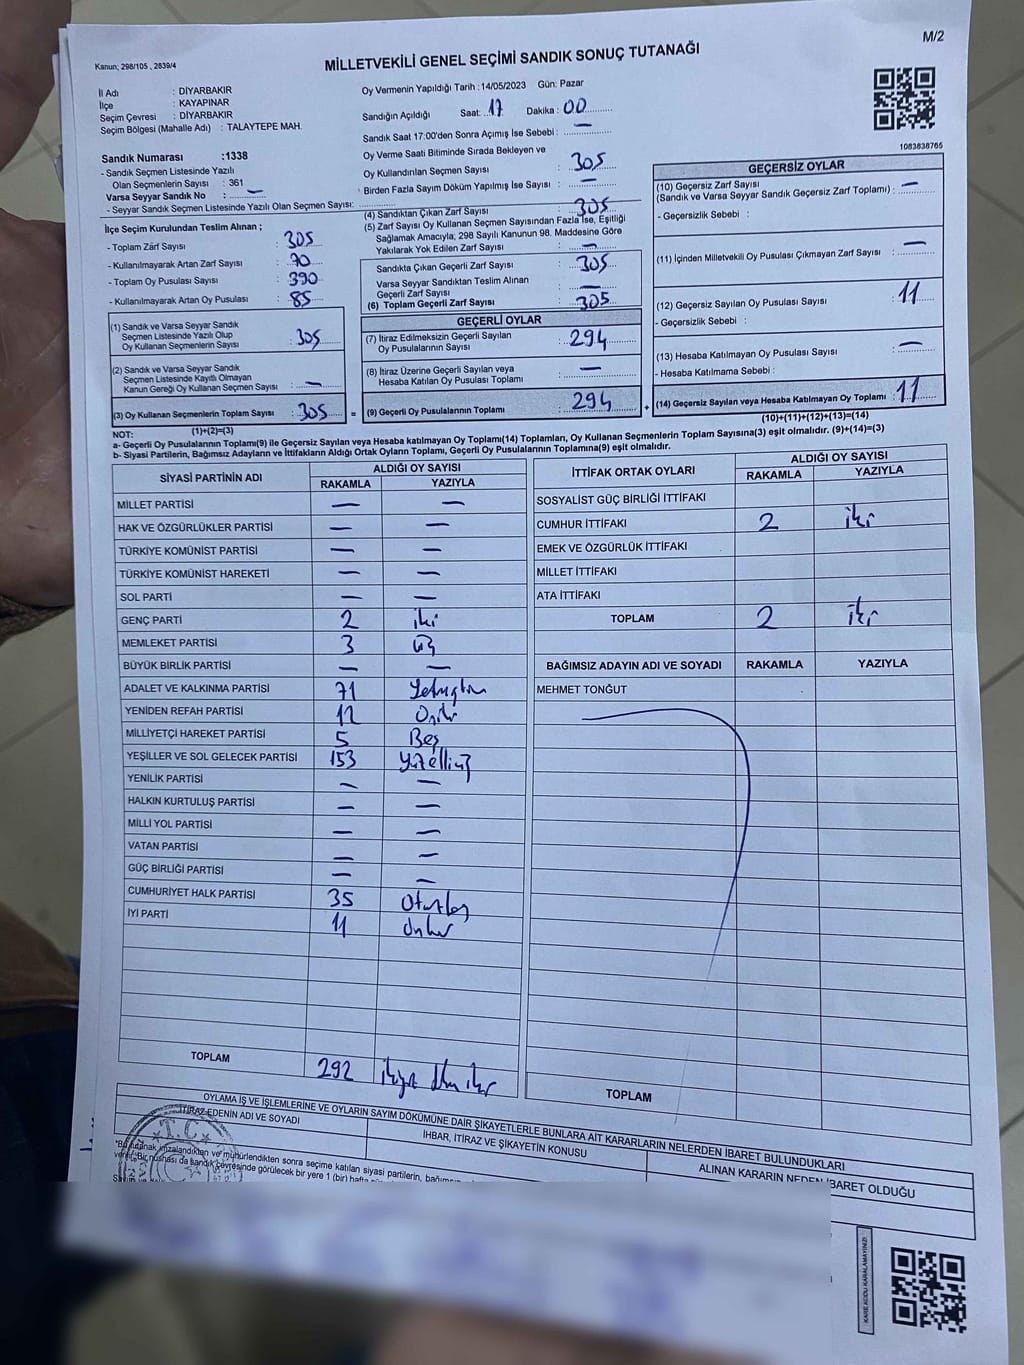 M/2
Kanun; 298/105 , 2839/4
MİLLETVEKİLİ GENEL SEÇİMİ SANDIK SONUÇ TUTANAĞI
İl Adı : DİYARBAKIR
İlçe : KAYAPINAR
Seçim Çevresi : DİYARBAKIR
Seçim Bölgesi (Mahalle Adı) : TALAYTEPE MAH.
Sandık Numarası :1338
- Sandık Seçmen Listesinde Yazılı
Olan Seçmenlerin Sayısı : 361
Varsa Seyyar Sandık No : —
- Seyyar Sandık Seçmen Listesinde Yazılı Olan Seçmen Sayısı:
Oy Vermenin Yapıldığı Tarih :14/05/2023 Gün: Pazar
Sandığın Açıldığı Saat: 17 Dakika : 00
Sandık Saat 17:00'den Sonra Açımış İse Sebebi : —
Oy Verme Saati Bitiminde Sırada Bekleyen ve
Oy Kullandırılan Seçmen Sayısı : 305
Birden Fazla Sayım Döküm Yapılmış İse Sayısı : —
1083838765
İlçe Seçim Kurulundan Teslim Alınan ;
- Toplam Zarf Sayısı : 305
- Kullanılmayarak Artan Zarf Sayısı : 70
- Toplam Oy Pusulası Sayısı : 390
- Kullanılmayarak Artan Oy Pusulası : 85
(1) Sandık ve Varsa Seyyar Sandık
Seçmen Listesinde Yazılı Olup
Oy Kullanan Seçmenlerin Sayısı : 305
(2) Sandık ve Varsa Seyyar Sandık
Seçmen Listesinde Kayıtlı Olmayan
Kanun Gereği Oy Kullanan Seçmen Sayısı : —
(3) Oy Kullanan Seçmenlerin Toplam Sayısı : 305 =
(1)+(2)=(3)
(4) Sandıktan Çıkan Zarf Sayısı : 305
(5) Zarf Sayısı Oy Kullanan Seçmen Sayısından Fazla İse, Eşitliği
Sağlamak Amacıyla; 298 Sayılı Kanunun 98. Maddesine Göre
Yakılarak Yok Edilen Zarf Sayısı : —
Sandıkta Çıkan Geçerli Zarf Sayısı : 305
Varsa Seyyar Sandıktan Teslim Alınan
Geçerli Zarf Sayısı : —
(6) Toplam Geçerli Zarf Sayısı : 305
GEÇERLİ OYLAR
(7) İtiraz Edilmeksizin Geçerli Sayılan
Oy Pusulalarının Sayısı : 294
(8) İtiraz Üzerine Geçerli Sayılan veya
Hesaba Katılan Oy Pusulası Toplamı : —
(9) Geçerli Oy Pusulalarının Toplamı : 294 +
GEÇERSİZ OYLAR
(10) Geçersiz Zarf Sayısı
(Sandık ve Varsa Seyyar Sandık Geçersiz Zarf Toplamı) : —
- Geçersizlik Sebebi :
(11) İçinden Milletvekili Oy Pusulası Çıkmayan Zarf Sayısı : —
(12) Geçersiz Sayılan Oy Pusulası Sayısı : 11
- Geçersizlik Sebebi :
(13) Hesaba Katılmayan Oy Pusulası Sayısı : —
- Hesaba Katılmama Sebebi :
(14) Geçersiz Sayılan veya Hesaba Katılmayan Oy Toplamı : 11
(10)+(11)+(12)+(13)=(14)
NOT:
a- Geçerli Oy Pusulalarının Toplamı(9) ile Geçersiz Sayılan veya Hesaba katılmayan Oy Toplamı(14) Toplamları, Oy Kullanan Seçmenlerin Toplam Sayısına(3) eşit olmalıdır. (9)+(14)=(3)
b- Siyasi Partilerin, Bağımsız Adayların ve İttifakların Aldığı Ortak Oyların Toplamı, Geçerli Oy Pusulalarının Toplamına(9) eşit olmalıdır.
SİYASİ PARTİNİN ADI ALDIĞI OY SAYISI
RAKAMLA YAZIYLA
MİLLET PARTİSİ — —
HAK VE ÖZGÜRLÜKLER PARTİSİ — —
TÜRKİYE KOMÜNİST PARTİSİ — —
TÜRKİYE KOMÜNİST HAREKETİ — —
SOL PARTİ — —
GENÇ PARTİ 2 iki
MEMLEKET PARTİSİ 3 üç
BÜYÜK BİRLİK PARTİSİ — —
ADALET VE KALKINMA PARTİSİ 71
YENİDEN REFAH PARTİSİ 12 Oniki
MİLLİYETÇİ HAREKET PARTİSİ 5 Beş
YEŞİLLER VE SOL GELECEK PARTİSİ 153 Yüzelliüç
YENİLİK PARTİSİ — —
HALKIN KURTULUŞ PARTİSİ — —
MİLLİ YOL PARTİSİ — —
VATAN PARTİSİ — —
GÜÇ BİRLİĞİ PARTİSİ — —
CUMHURİYET HALK PARTİSİ 35 Otuzbeş
İYİ PARTİ 11 Onbir
TOPLAM 292
İTTİFAK ORTAK OYLARI ALDIĞI OY SAYISI
RAKAMLA YAZIYLA
SOSYALİST GÜÇ BİRLİĞİ İTTİFAKI
CUMHUR İTTİFAKI 2 iki
EMEK VE ÖZGÜRLÜK İTTİFAKI
MİLLET İTTİFAKI
ATA İTTİFAKI
TOPLAM 2 iki
BAĞIMSIZ ADAYIN ADI VE SOYADI RAKAMLA YAZIYLA
MEHMET TONĞUT
TOPLAM
OYLAMA İŞ VE İŞLEMLERİNE VE OYLARIN SAYIM DÖKÜMÜNE DAİR ŞİKAYETLERLE BUNLARA AİT KARARLARIN NELERDEN İBARET BULUNDUKLARI
İTİRAZ EDENİN ADI VE SOYADI
İHBAR, İTİRAZ VE ŞİKAYETİN KONUSU
ALINAN KARARIN NEDEN İBARET OLDUĞU
T.C.
"Bu tutanak imzalandıktan ve mühürlendikten sonra seçime katılan siyasi partilerin,
verilir. Bir nüshası da sandık çevresinde görülecek bir yere 1 (bir) hafta
KARE KODU KARALAMAYINIZ!